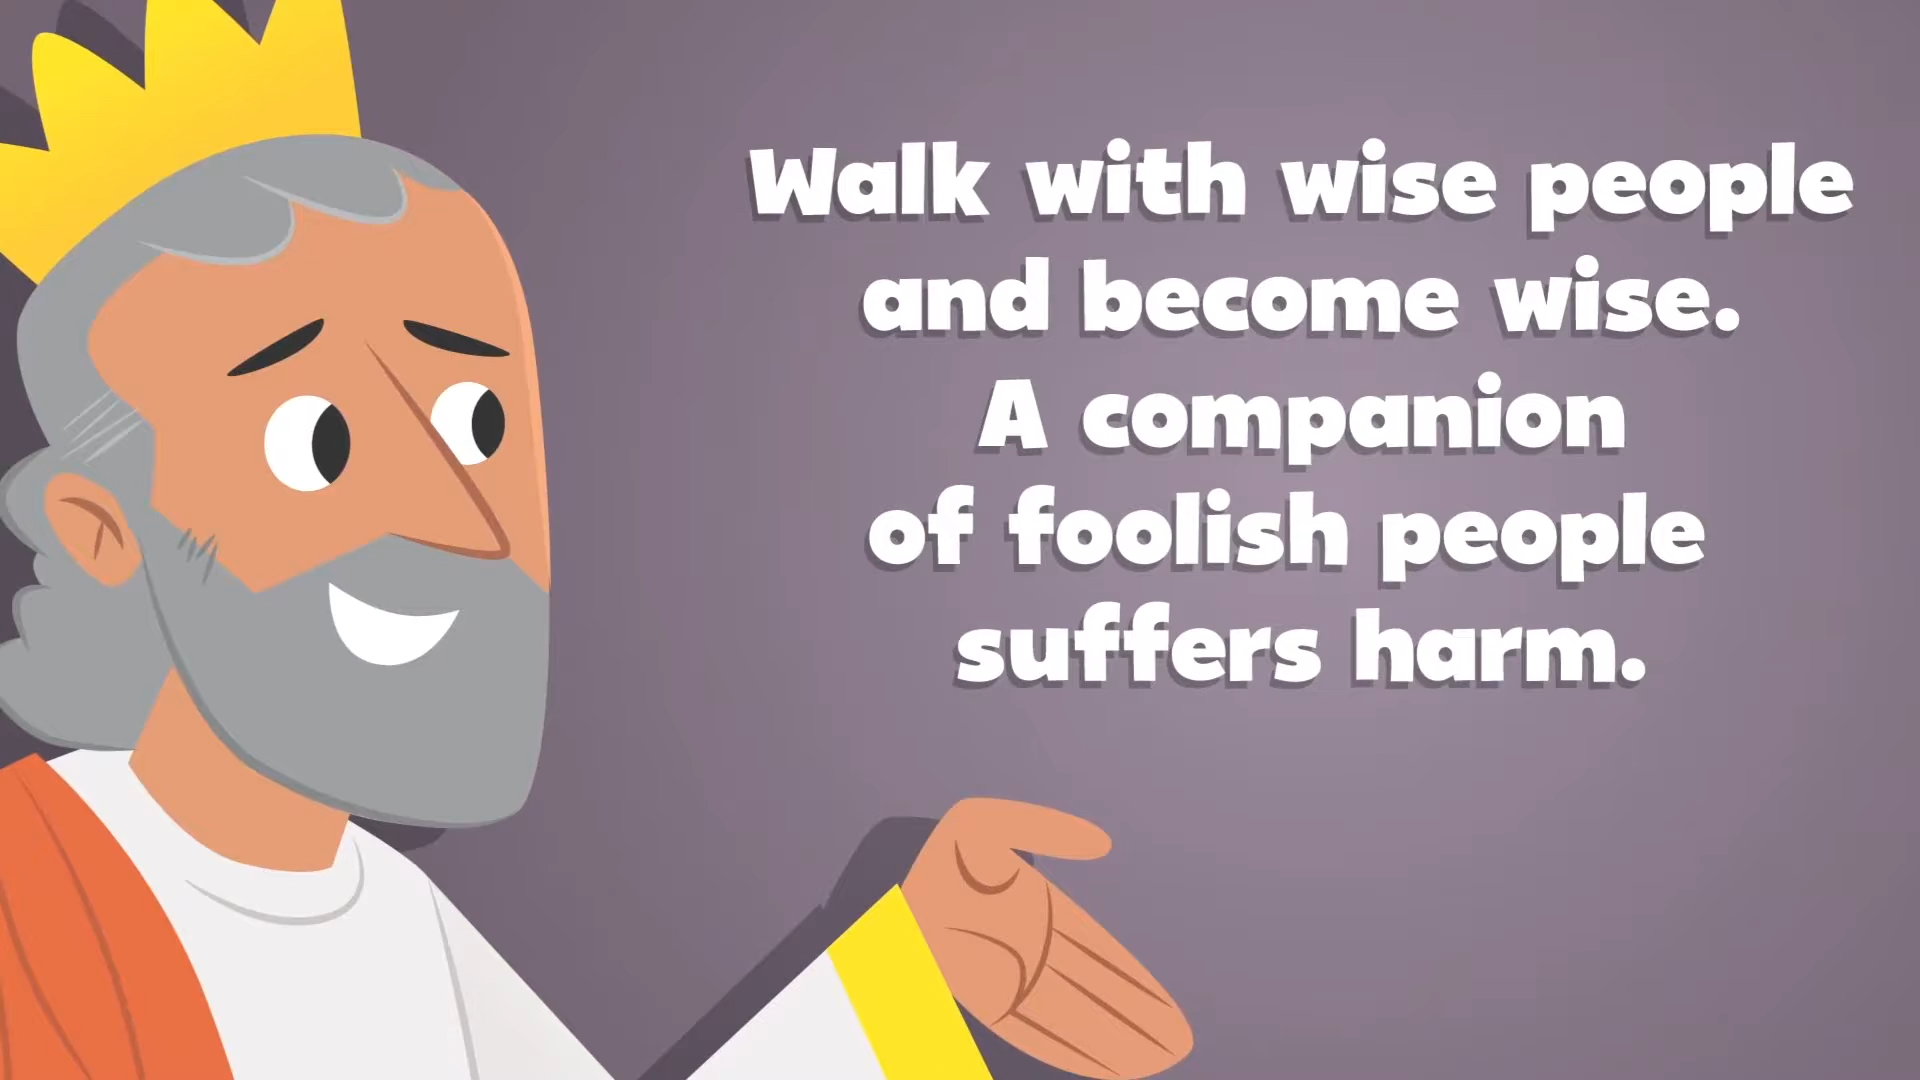 Walk with wise people
and become wise.
A companion
of foolish people
suffers harm.